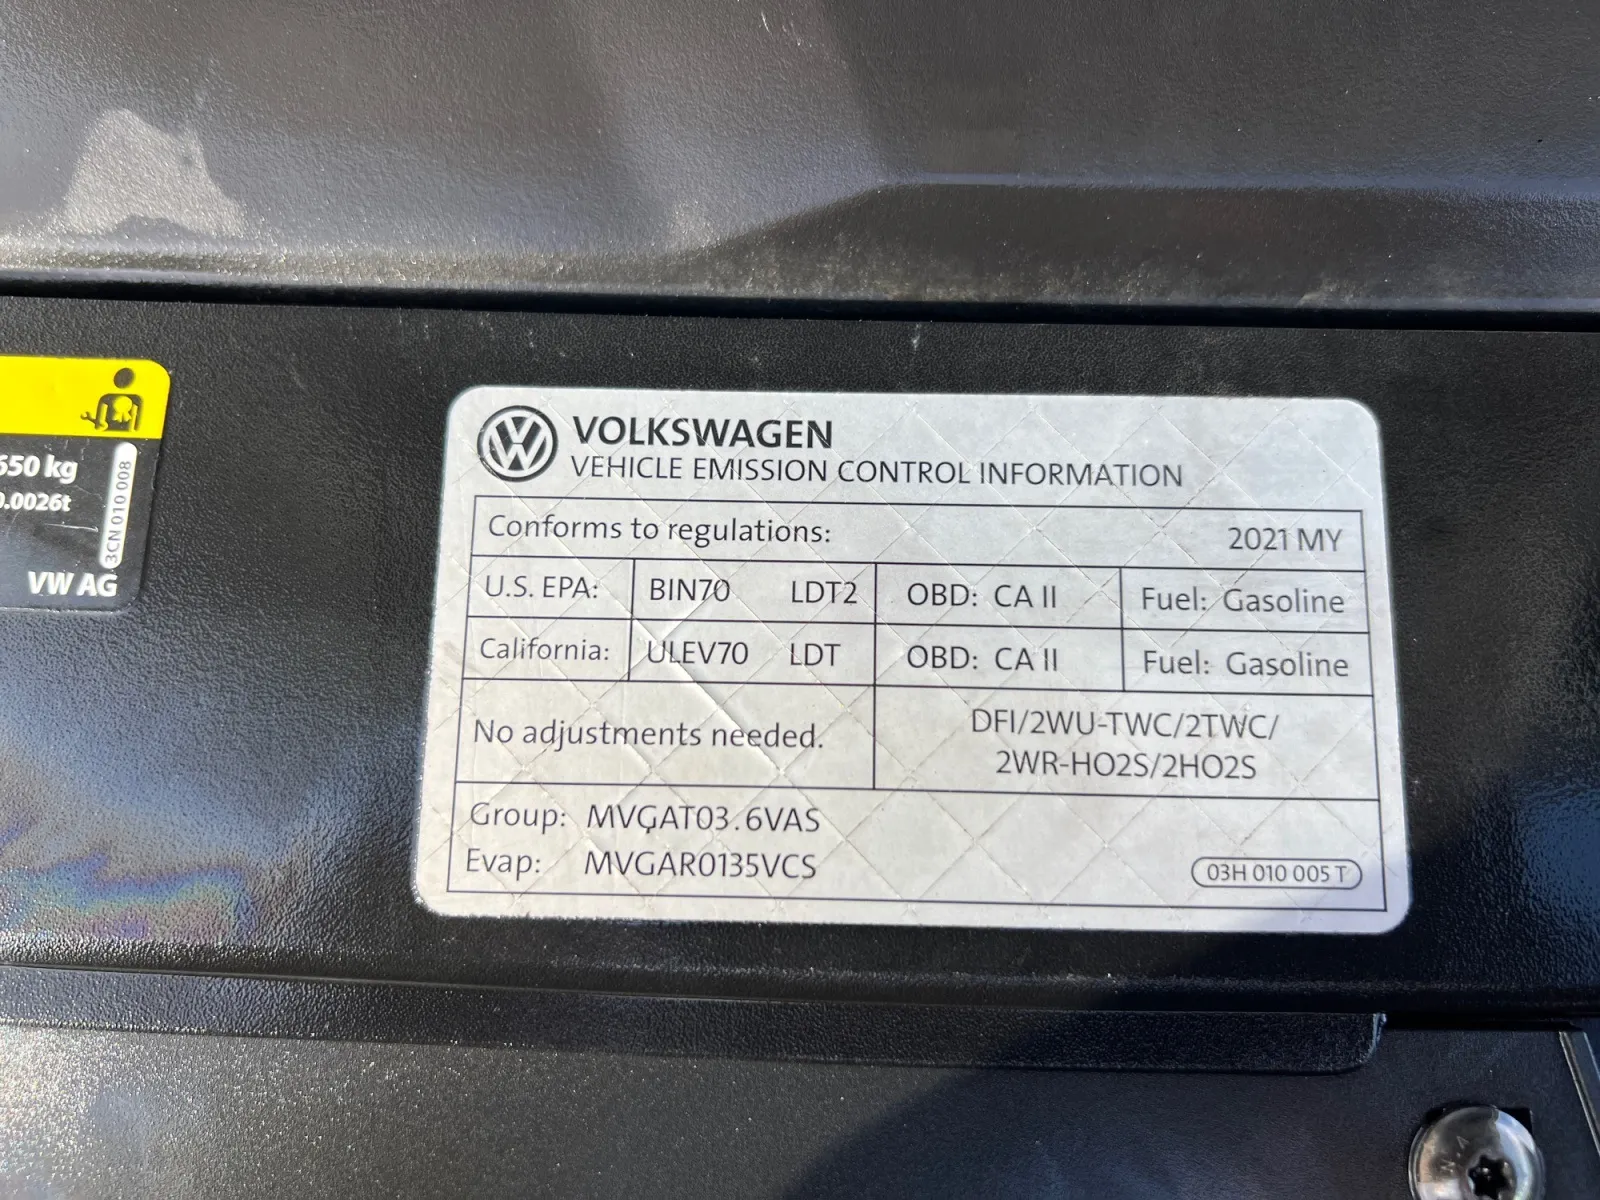 650 kg
0.0026t
3CN 010 008
VW AG
VOLKSWAGEN
VEHICLE EMISSION CONTROL INFORMATION
Conforms to regulations: 2021 MY
U.S. EPA: BIN70 LDT2 OBD: CA II Fuel: Gasoline
California: ULEV70 LDT OBD: CA II Fuel: Gasoline
No adjustments needed.
DFI/2WU-TWC/2TWC/
2WR-HO2S/2HO2S
Group: MVGAT03.6VAS
Evap: MVGAR0135VCS
03H 010 005 T